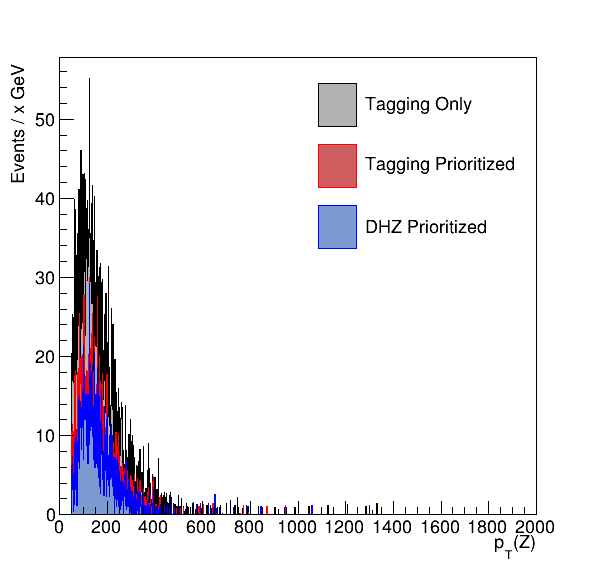 Events / x GeV
50
40
30
20
10
0
Tagging Only
Tagging Prioritized
DHZ Prioritized
0 200 400 600 800 1000 1200 1400 1600 1800 2000
p_T(Z)